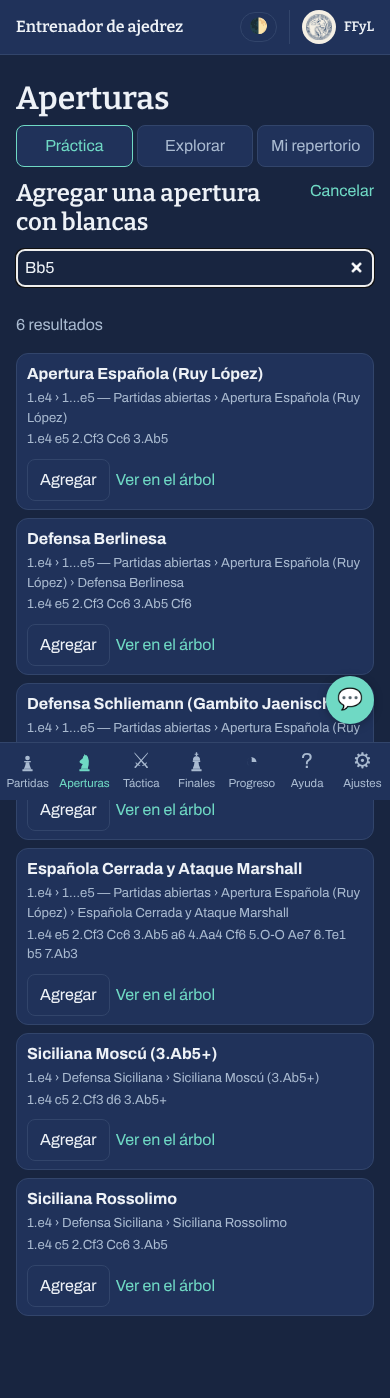 Entrenador de ajedrez
FFyL
Aperturas
Práctica
Explorar
Mi repertorio
Agregar una apertura
con blancas
Cancelar
Bb5
6 resultados
Apertura Española (Ruy López)
1.e4 › 1...e5 — Partidas abiertas › Apertura Española (Ruy
López)
1.e4 e5 2.Cf3 Cc6 3.Ab5
Agregar
Ver en el árbol
Defensa Berlinesa
1.e4 › 1...e5 — Partidas abiertas › Apertura Española (Ruy
López) › Defensa Berlinesa
1.e4 e5 2.Cf3 Cc6 3.Ab5 Cf6
Agregar
Ver en el árbol
Defensa Schliemann (Gambito
1.e4 › 1...e5 — Partidas abiertas › Apertura Española (Ruy
Partidas
Aperturas
Táctica
Finales
Progreso
Ayuda
Ajustes
Agregar
Ver en el árbol
Española Cerrada y Ataque Marshall
1.e4 › 1...e5 — Partidas abiertas › Apertura Española (Ruy
López) › Española Cerrada y Ataque Marshall
1.e4 e5 2.Cf3 Cc6 3.Ab5 a6 4.Aa4 Cf6 5.O-O Ae7 6.Te1
b5 7.Ab3
Agregar
Ver en el árbol
Siciliana Moscú (3.Ab5+)
1.e4 › Defensa Siciliana › Siciliana Moscú (3.Ab5+)
1.e4 c5 2.Cf3 d6 3.Ab5+
Agregar
Ver en el árbol
Siciliana Rossolimo
1.e4 › Defensa Siciliana › Siciliana Rossolimo
1.e4 c5 2.Cf3 Cc6 3.Ab5
Agregar
Ver en el árbol